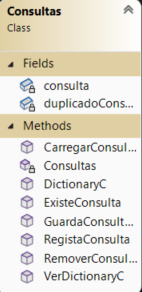 Consultas
Class
Fields
consulta
duplicadoCons...
Methods
CarregarConsul...
Consultas
DictionaryC
ExisteConsulta
GuardaConsult...
RegistaConsulta
RemoverConsul...
VerDictionaryC